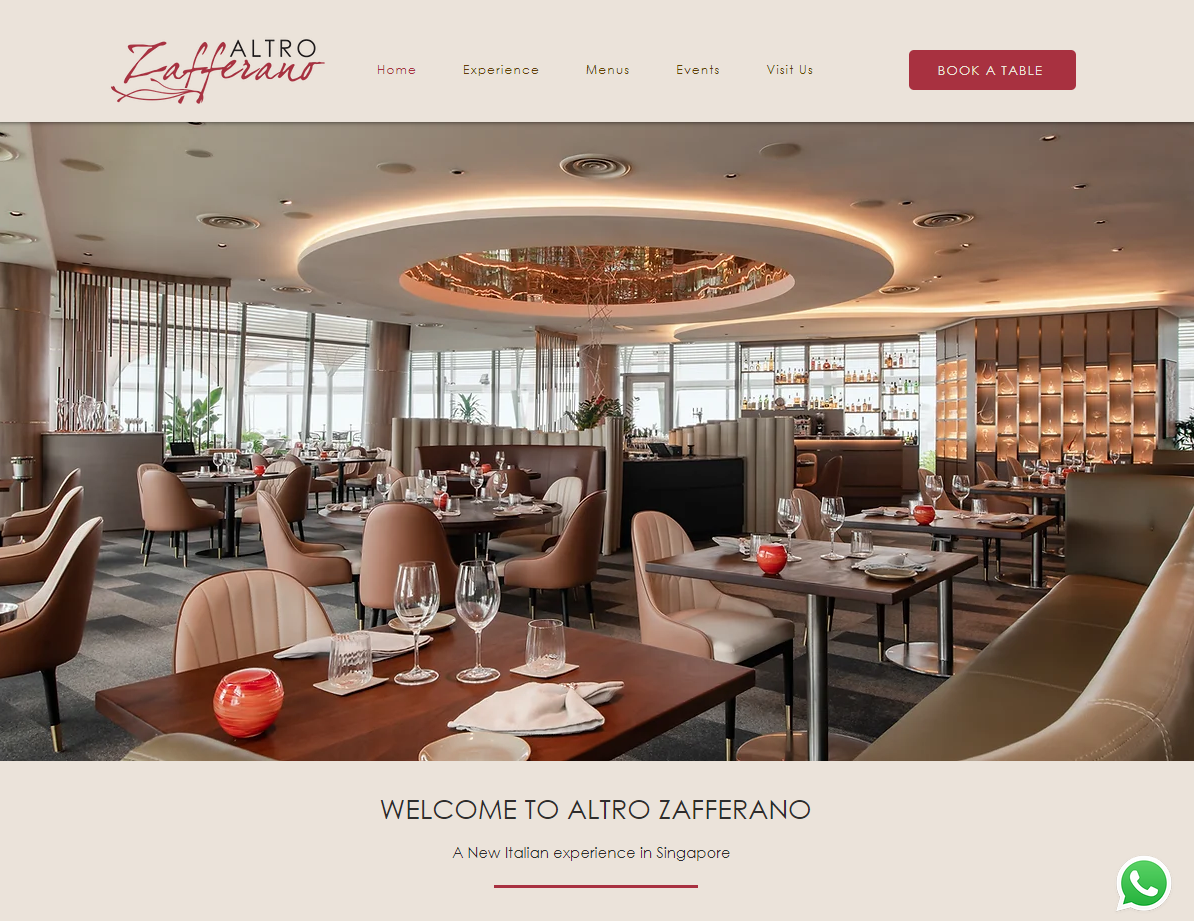 ALTRO
Zafferano
Home Experience Menus Events Visit Us
BOOK A TABLE
WELCOME TO ALTRO ZAFFERANO
A New Italian experience in Singapore